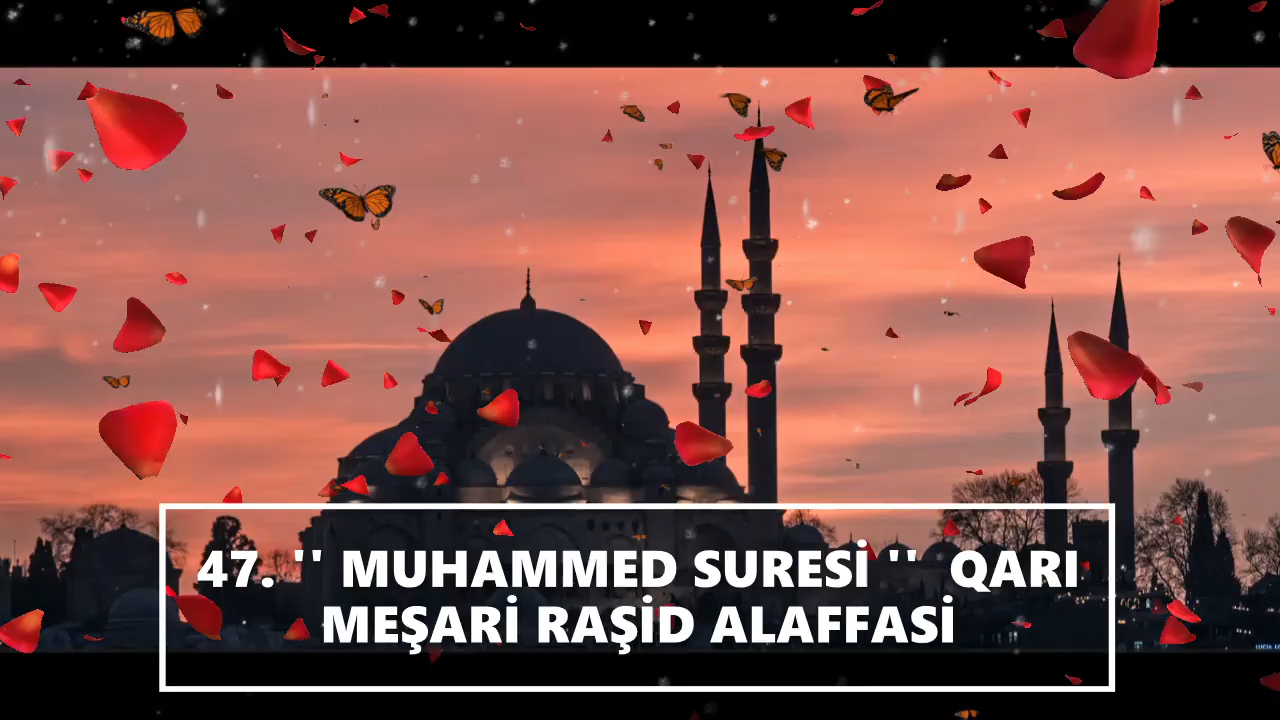 47. '' MUHAMMED SURESİ ''  QARI
MEŞARİ RAŞİD ALAFFASİ